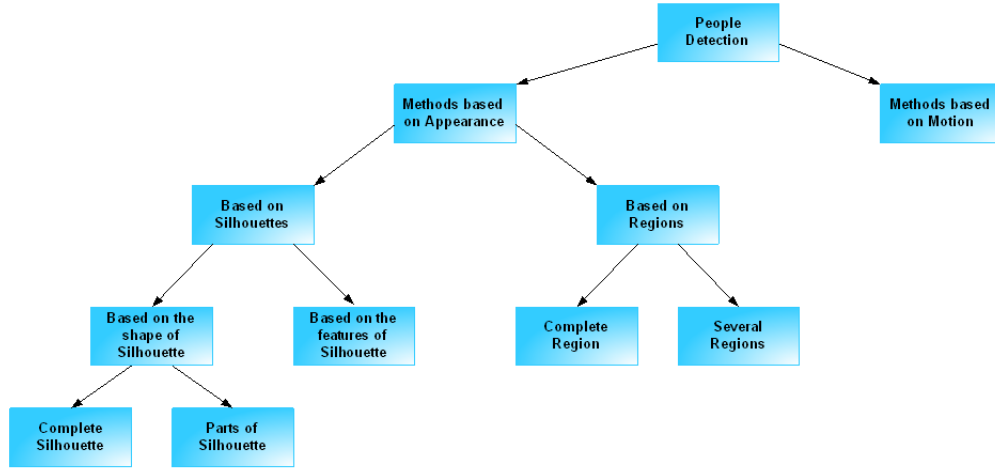 People
Detection
Methods based
on Appearance
Methods based
on Motion
Based on
Silhouettes
Based on
Regions
Based on the
shape of
Silhouette
Based on the
features of
Silhouette
Complete
Region
Several
Regions
Complete
Silhouette
Parts of
Silhouette